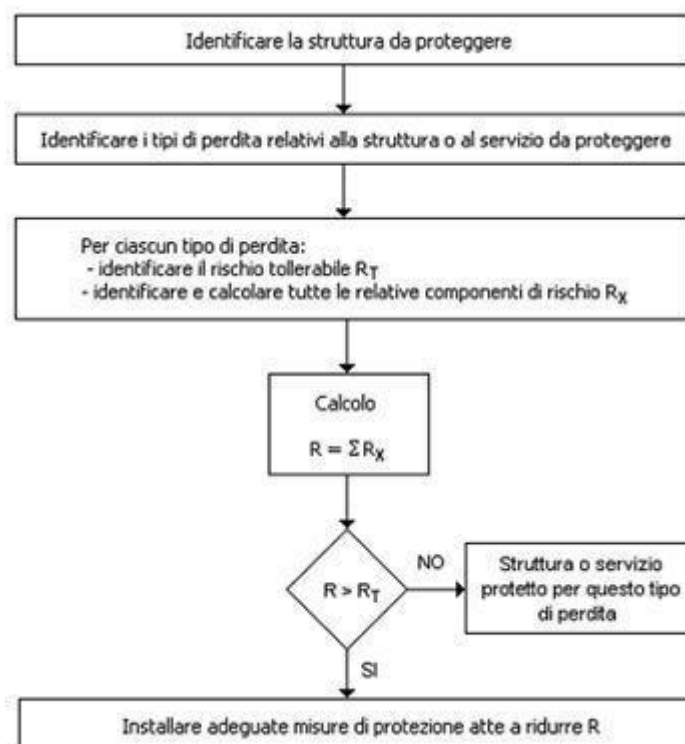 Identificare la struttura da proteggere
Identificare i tipi di perdita relativi alla struttura o al servizio da proteggere
Per ciascun tipo di perdita:
- identificare il rischio tollerabile RT
- identificare e calcolare tutte le relative componenti di rischio RX
Calcolo
R = ΣRX
R > RT
NO
Struttura o servizio
protetto per questo tipo
di perdita
SI
Installare adeguate misure di protezione atte a ridurre R